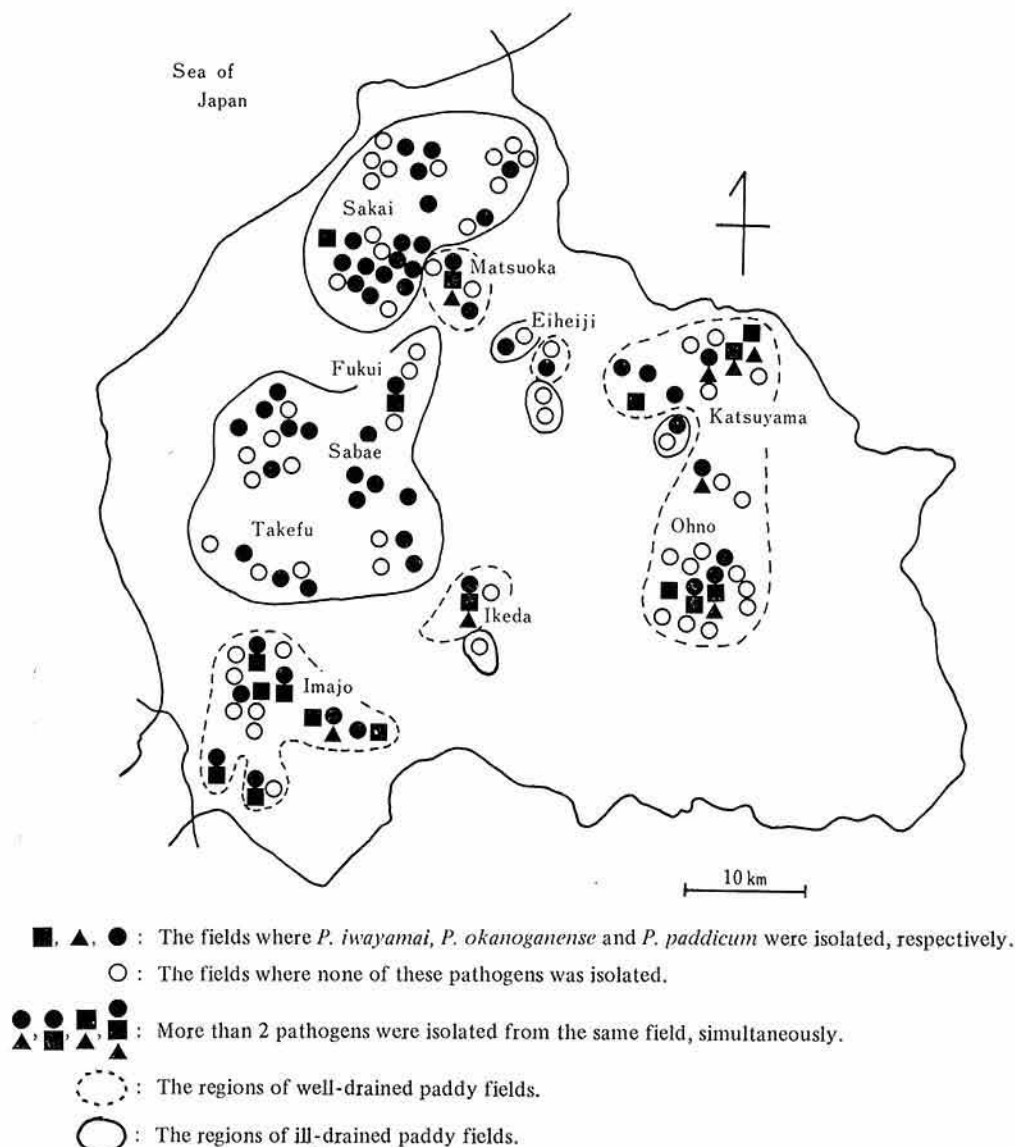 Sea of
Japan
Sakai
Matsuoka
Eiheiji
Fukui
Katsuyama
Sabae
Takefu
Ohno
Ikeda
Imajo
10 km
■, ▲, ● : The fields where P. iwayamai, P. okanoganense and P. paddicum were isolated, respectively.
○ : The fields where none of these pathogens was isolated.
: More than 2 pathogens were isolated from the same field, simultaneously.
: The regions of well-drained paddy fields.
: The regions of ill-drained paddy fields.